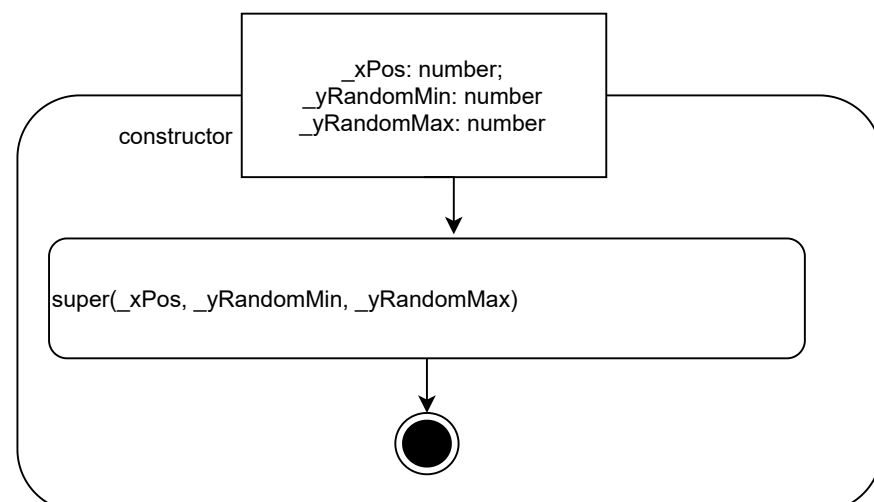 _xPos: number;
_yRandomMin: number
_yRandomMax: number
constructor
super(_xPos, _yRandomMin, _yRandomMax)